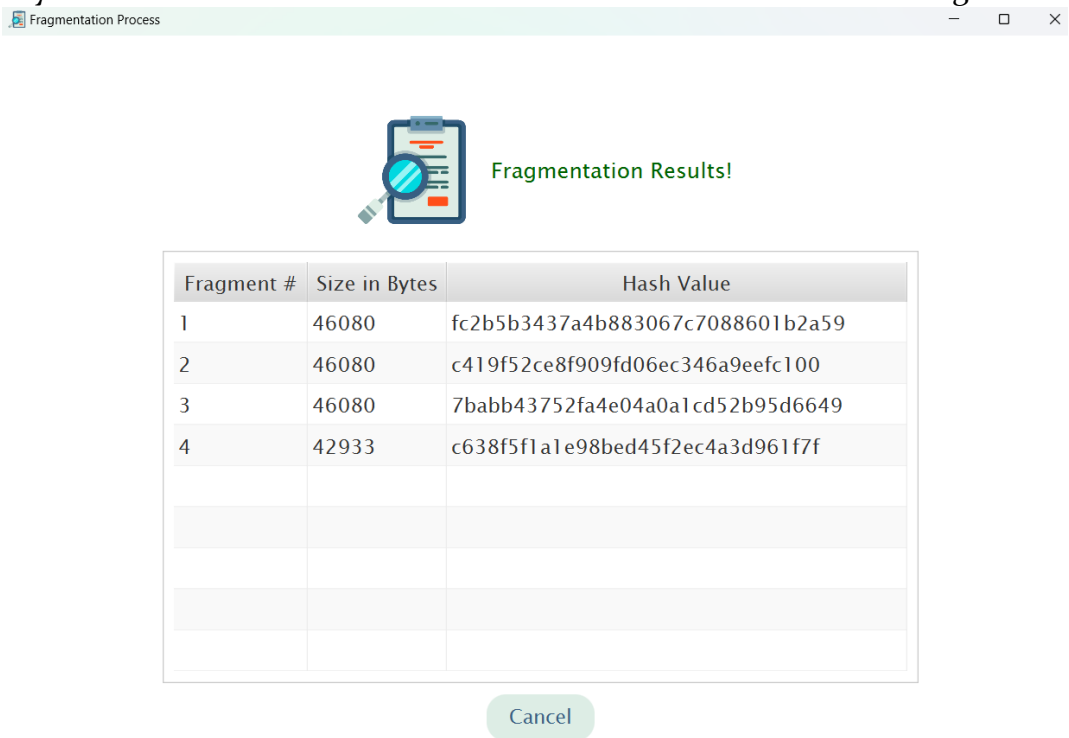 Fragmentation Process
Fragmentation Results!
Fragment # Size in Bytes Hash Value
1 46080 fc2b5b3437a4b883067c7088601b2a59
2 46080 c419f52ce8f909fd06ec346a9eefc100
3 46080 7babb43752fa4e04a0a1cd52b95d6649
4 42933 c638f5f1a1e98bed45f2ec4a3d961f7f
Cancel